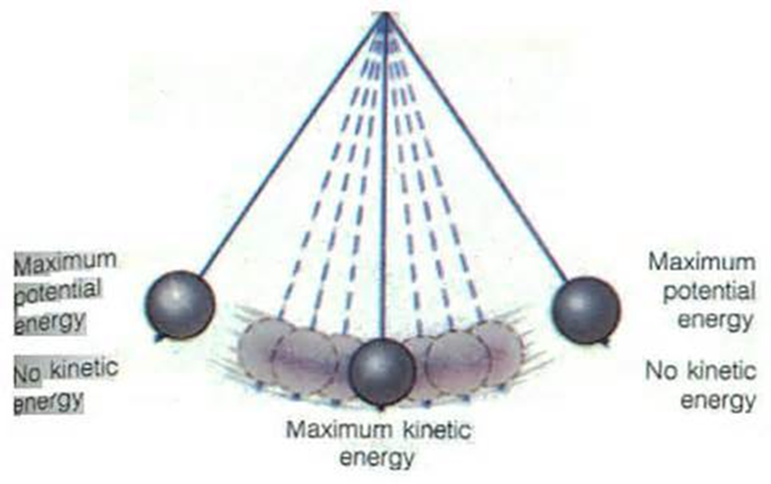 Maximum
potential
energy
No kinetic
energy
Maximum
potential
energy
No kinetic
energy
Maximum kinetic
energy